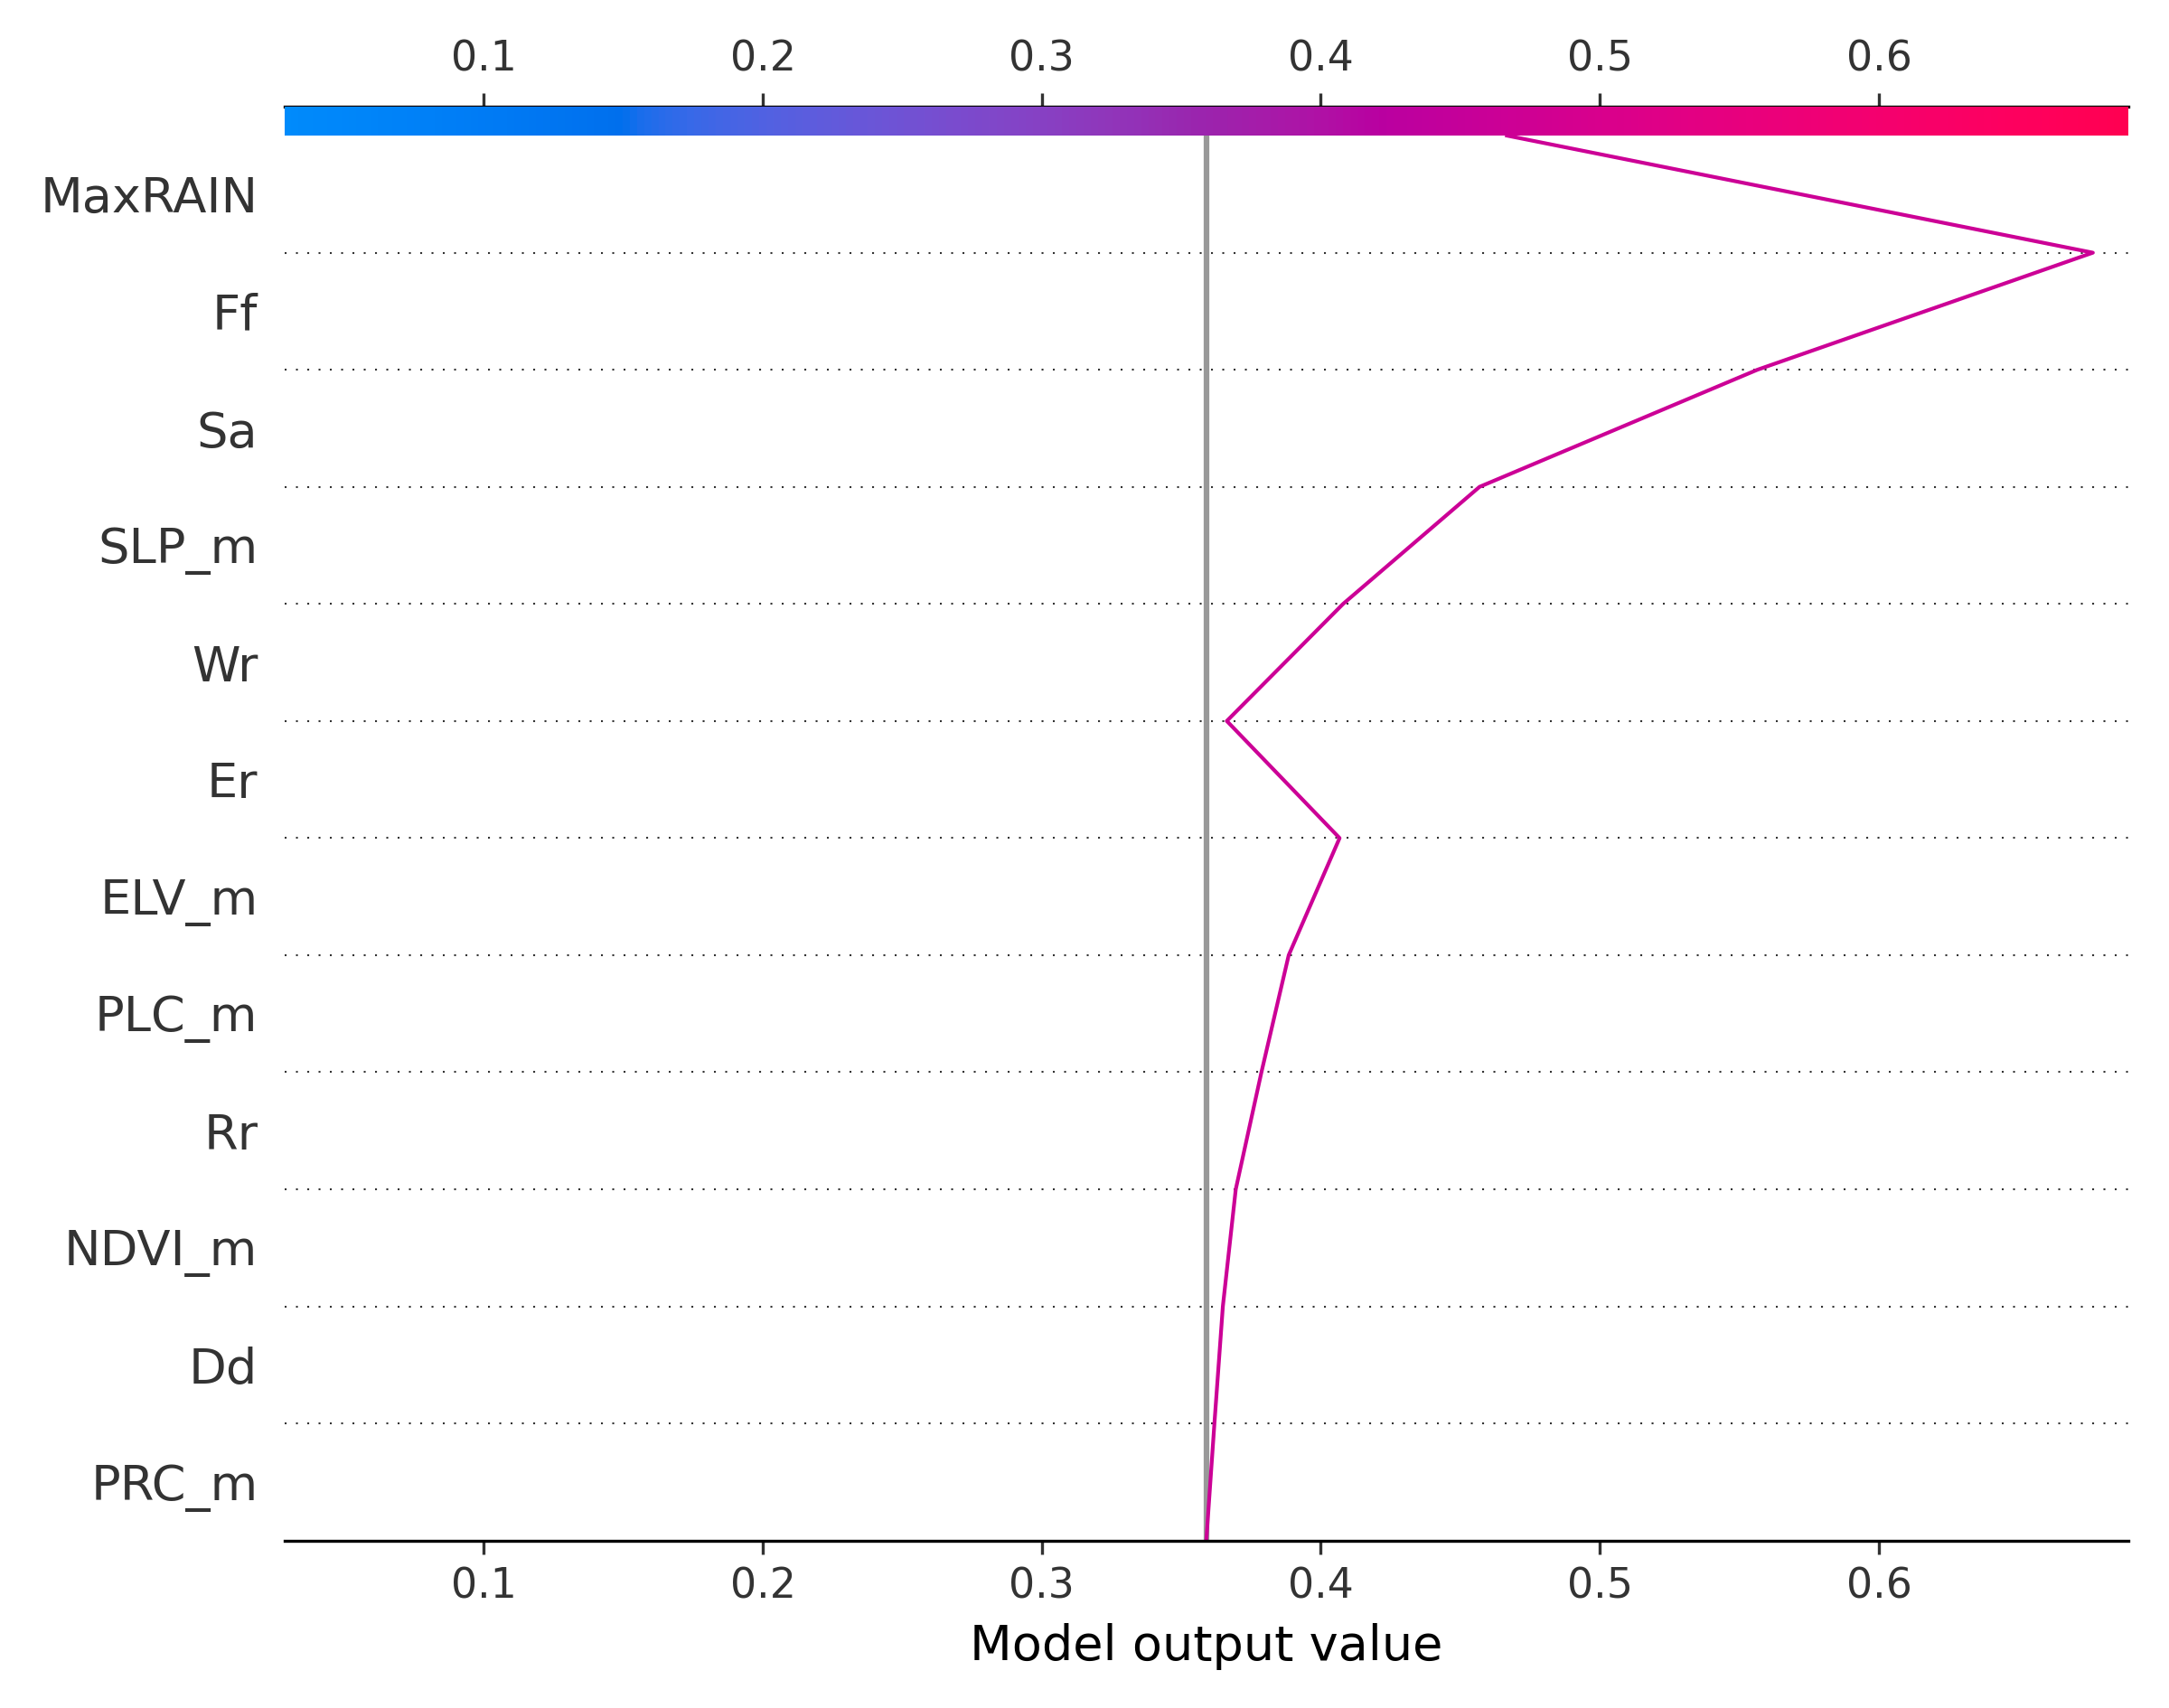 0.1 0.2 0.3 0.4 0.5 0.6
MaxRAIN
Ff
Sa
SLP_m
Wr
Er
ELV_m
PLC_m
Rr
NDVI_m
Dd
PRC_m
0.1 0.2 0.3 0.4 0.5 0.6
Model output value